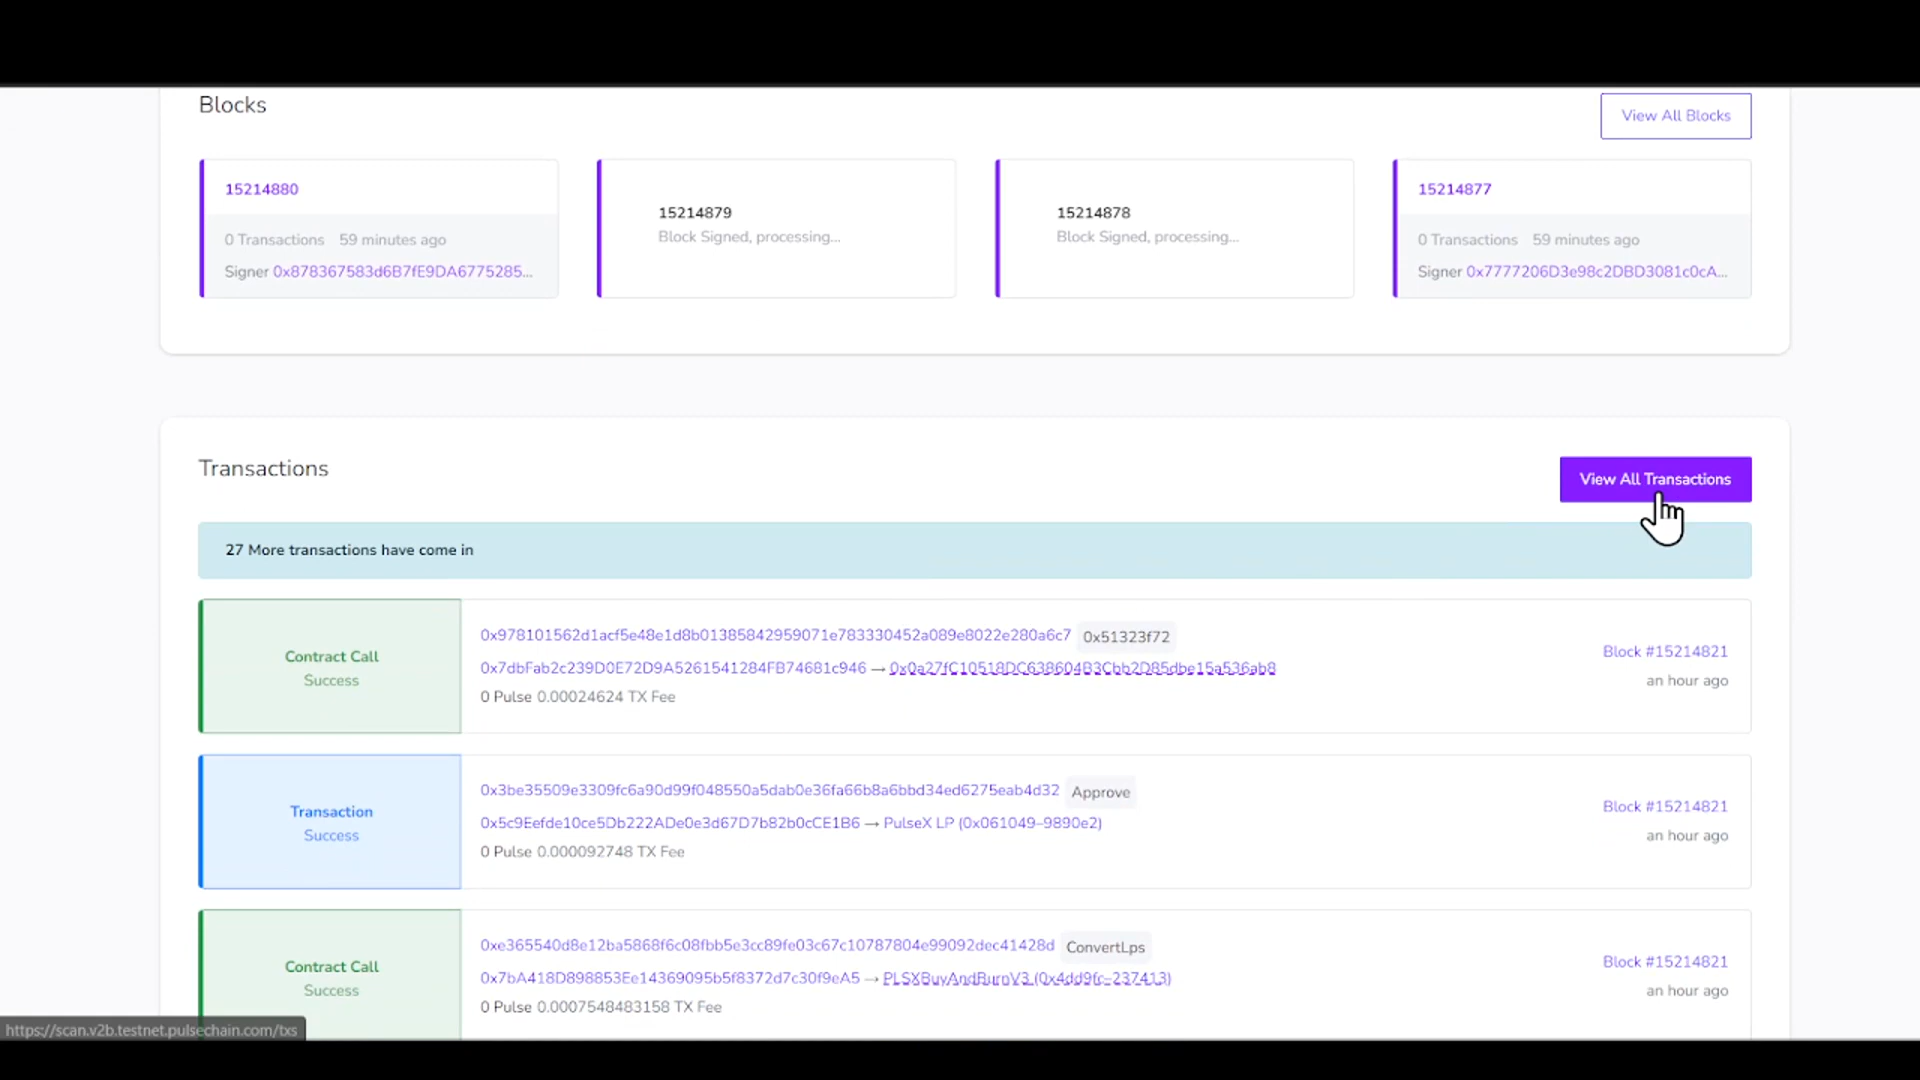 Blocks
View All Blocks
15214880
0 Transactions 59 minutes ago
Signer 0x878367583d6B7fE9DA6775285...
15214879
Block Signed, processing...
15214878
Block Signed, processing...
15214877
0 Transactions 59 minutes ago
Signer 0x7777206D3e98c2DBD3081c0cA...
Transactions
View All Transactions
27 More transactions have come in
Contract Call
Success
0x978101562d1acf5e48e1d8b01385842959071e783330452a089e8022e280a6c7 0x51323f72
0x7dbFab2c239D0E72D9A5261541284FB74681c946 → 0x0a27fC10518DC638604B3Cbb2D85dbe15a536ab8
0 Pulse 0.00024624 TX Fee
Block #15214821
an hour ago
Transaction
Success
0x3be35509e3309fc6a90d99f048550a5dab0e36fa66b8a6bbd34ed6275eab4d32 Approve
0x5c9Eefde10ce5Db222ADe0e3d67D7b82b0cCE1B6 → PulseX LP (0x061049–9890e2)
0 Pulse 0.000092748 TX Fee
Block #15214821
an hour ago
Contract Call
Success
0xe365540d8e12ba5868f6c08fbb5e3cc89fe03c67c10787804e99092dec41428d ConvertLps
0x7bA418D898853Ee14369095b5f8372d7c30f9eA5 → PLSXBuyAndBurnV3 (0x4dd9fc–237413)
0 Pulse 0.0007548483158 TX Fee
Block #15214821
an hour ago
https://scan.v2b.testnet.pulsechain.com/txs